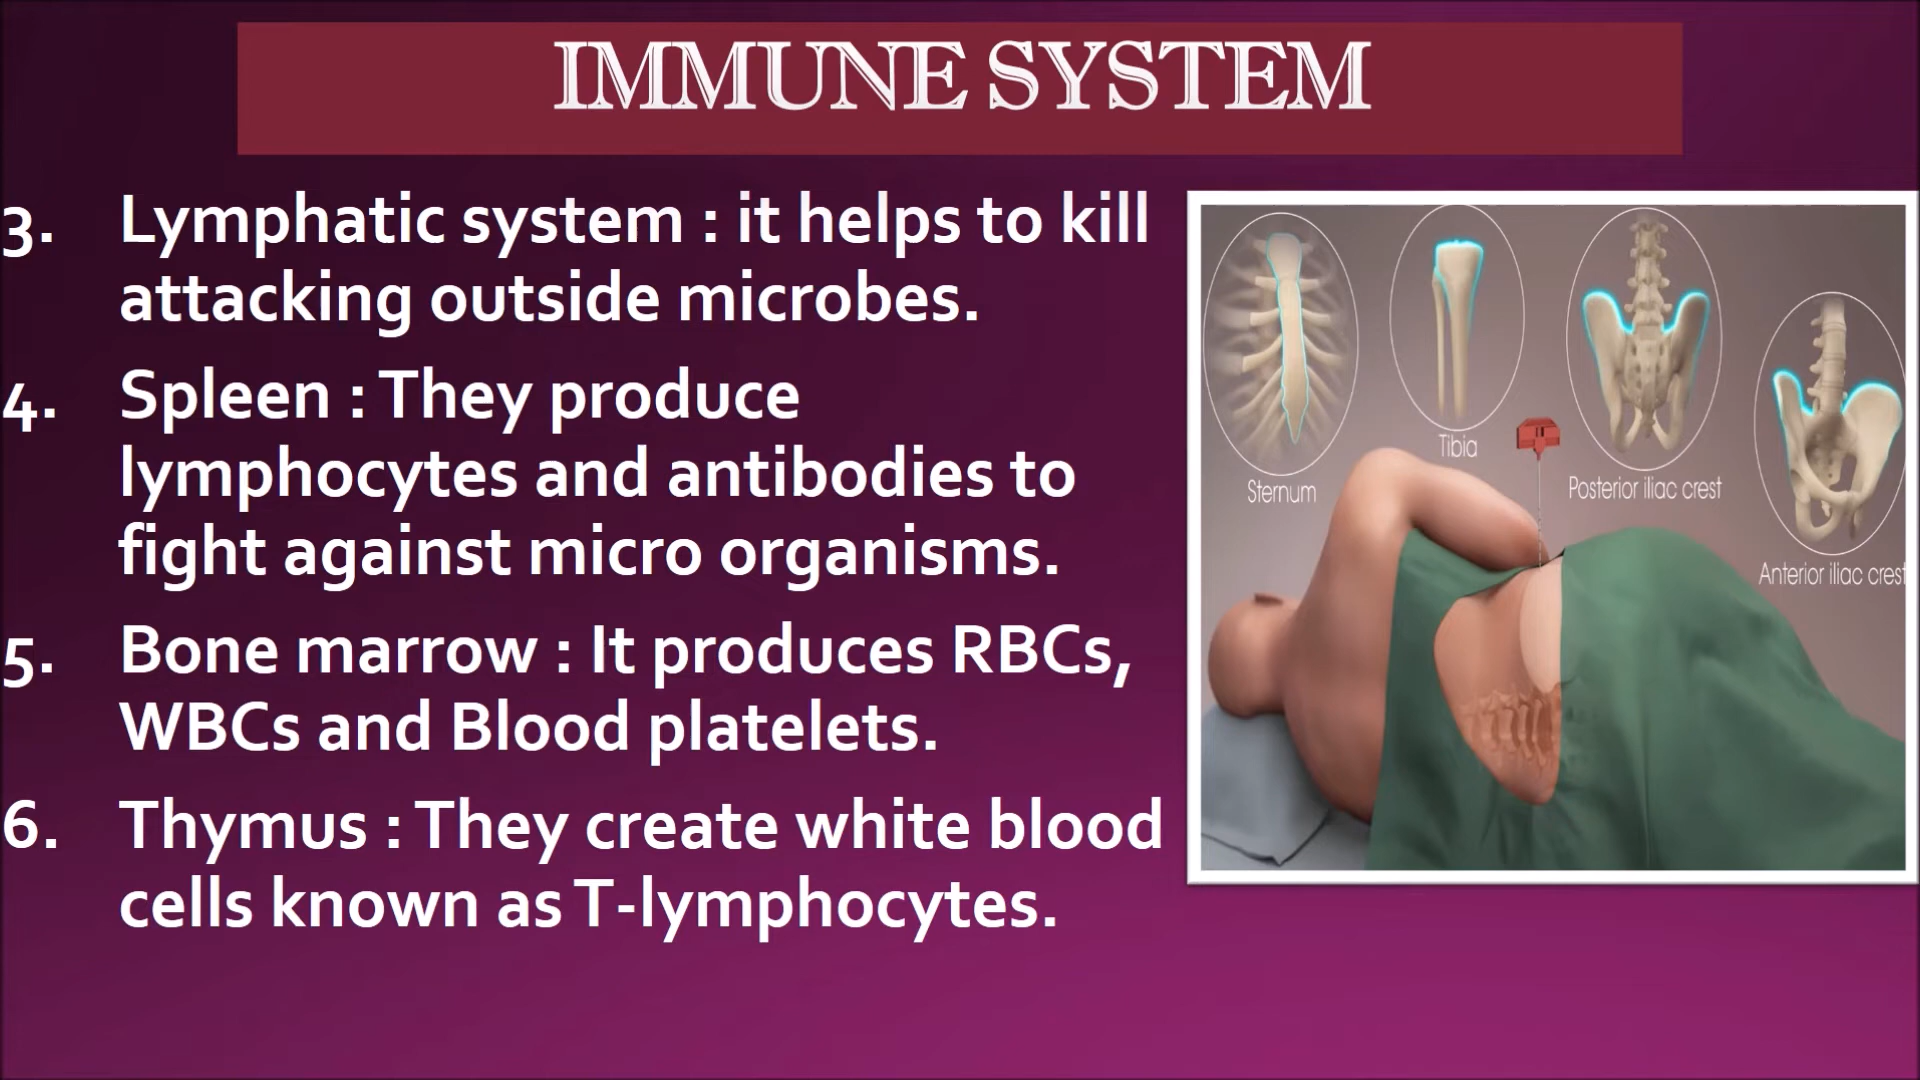 IMMUNE SYSTEM
3. Lymphatic system : it helps to kill
attacking outside microbes.
4. Spleen : They produce
lymphocytes and antibodies to
fight against micro organisms.
5. Bone marrow : It produces RBCs,
WBCs and Blood platelets.
6. Thymus : They create white blood
cells known as T-lymphocytes.
Sternum
Tibia
Posterior iliac crest
Anterior iliac crest